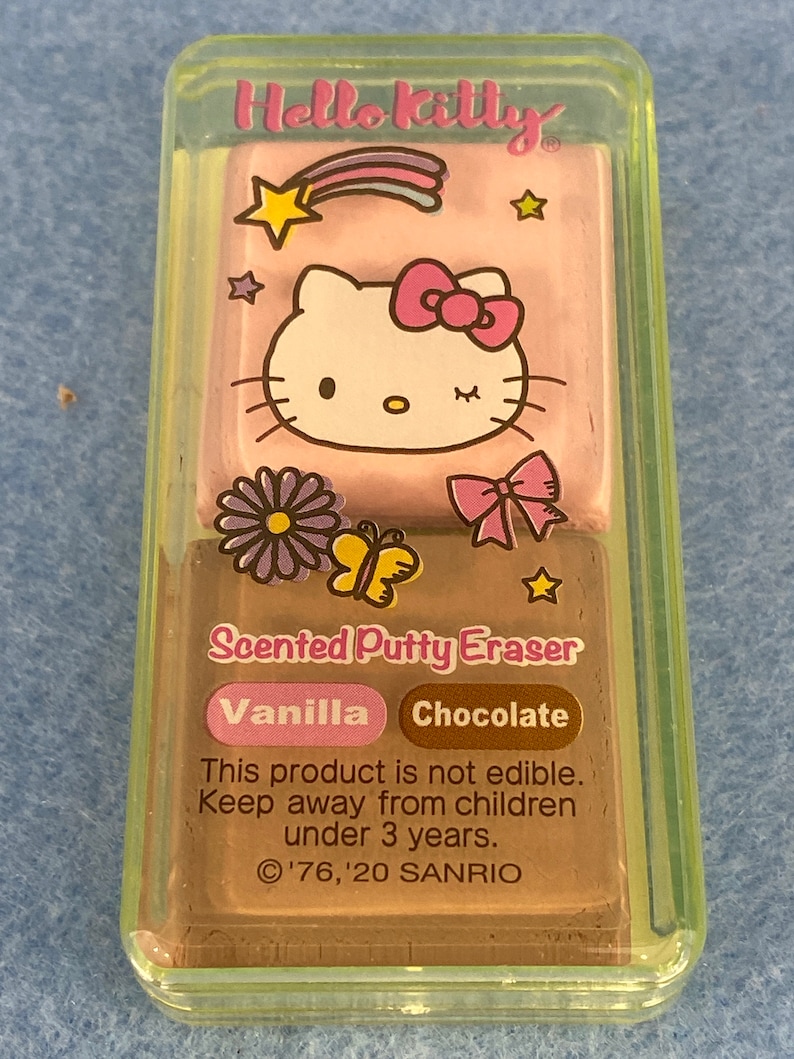 Hello Kitty®
Scented Putty Eraser
Vanilla Chocolate
This product is not edible.
Keep away from children
under 3 years.
©'76,'20 SANRIO